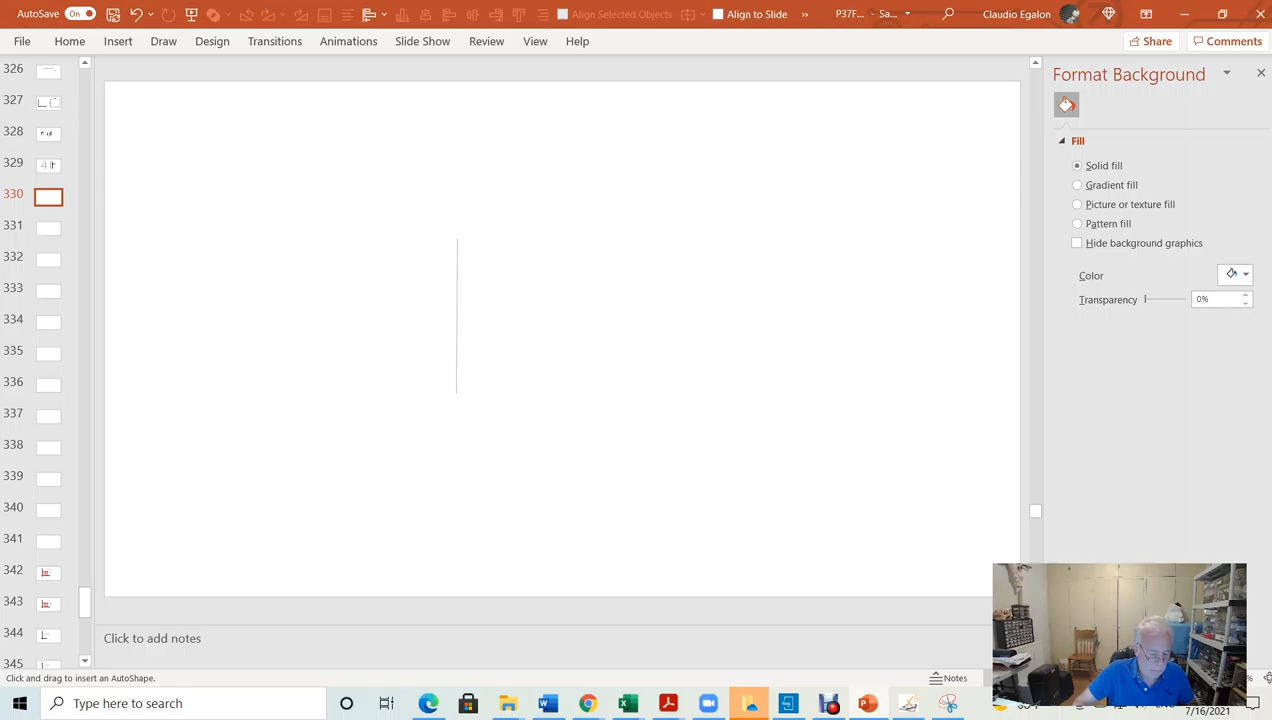 AutoSave On Align Selected Objects Align to Slide P37F... - Sa... Claudio Egalon
File Home Insert Draw Design Transitions Animations Slide Show Review View Help Share Comments
326
327
328
329
330
331
332
333
334
335
336
337
338
339
340
341
342
343
344
345
Format Background
Fill
Solid fill
Gradient fill
Picture or texture fill
Pattern fill
Hide background graphics
Color
Transparency 0%
Click to add notes
Click and drag to insert an AutoShape. Notes
Type here to search
7/16/2021